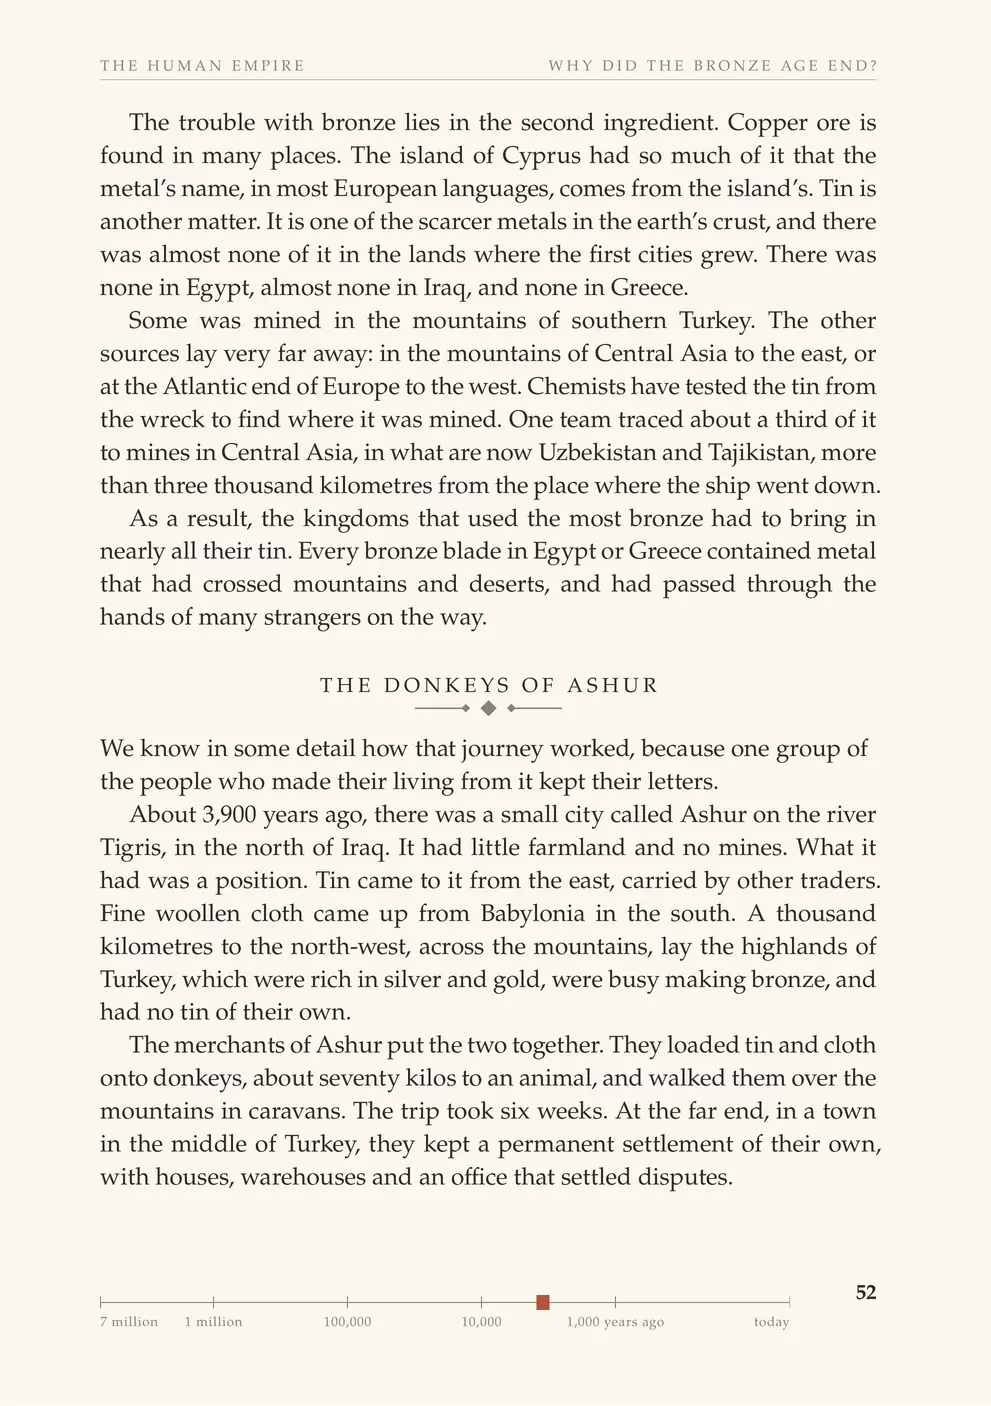 THE HUMAN EMPIRE
WHY DID THE BRONZE AGE END?
The trouble with bronze lies in the second ingredient. Copper ore is
found in many places. The island of Cyprus had so much of it that the
metal’s name, in most European languages, comes from the island’s. Tin is
another matter. It is one of the scarcer metals in the earth’s crust, and there
was almost none of it in the lands where the first cities grew. There was
none in Egypt, almost none in Iraq, and none in Greece.
Some was mined in the mountains of southern Turkey. The other
sources lay very far away: in the mountains of Central Asia to the east, or
at the Atlantic end of Europe to the west. Chemists have tested the tin from
the wreck to find where it was mined. One team traced about a third of it
to mines in Central Asia, in what are now Uzbekistan and Tajikistan, more
than three thousand kilometres from the place where the ship went down.
As a result, the kingdoms that used the most bronze had to bring in
nearly all their tin. Every bronze blade in Egypt or Greece contained metal
that had crossed mountains and deserts, and had passed through the
hands of many strangers on the way.
THE DONKEYS OF ASHUR
We know in some detail how that journey worked, because one group of
the people who made their living from it kept their letters.
About 3,900 years ago, there was a small city called Ashur on the river
Tigris, in the north of Iraq. It had little farmland and no mines. What it
had was a position. Tin came to it from the east, carried by other traders.
Fine woollen cloth came up from Babylonia in the south. A thousand
kilometres to the north-west, across the mountains, lay the highlands of
Turkey, which were rich in silver and gold, were busy making bronze, and
had no tin of their own.
The merchants of Ashur put the two together. They loaded tin and cloth
onto donkeys, about seventy kilos to an animal, and walked them over the
mountains in caravans. The trip took six weeks. At the far end, in a town
in the middle of Turkey, they kept a permanent settlement of their own,
with houses, warehouses and an office that settled disputes.
52
7 million 1 million 100,000 10,000 1,000 years ago today